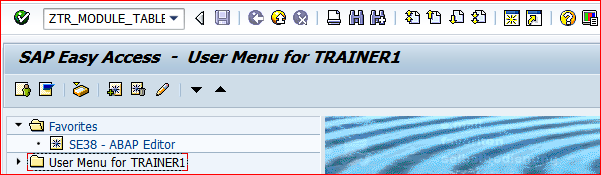 ZTR_MODULE_TABLE
SAP Easy Access - User Menu for TRAINER1
Favorites
SE38 - ABAP Editor
User Menu for TRAINER1